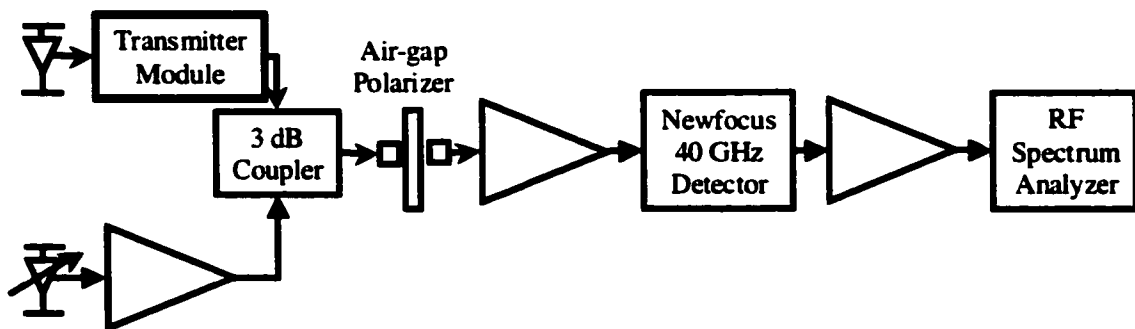 Transmitter
Module
Air-gap
Polarizer
3 dB
Coupler
Newfocus
40 GHz
Detector
RF
Spectrum
Analyzer